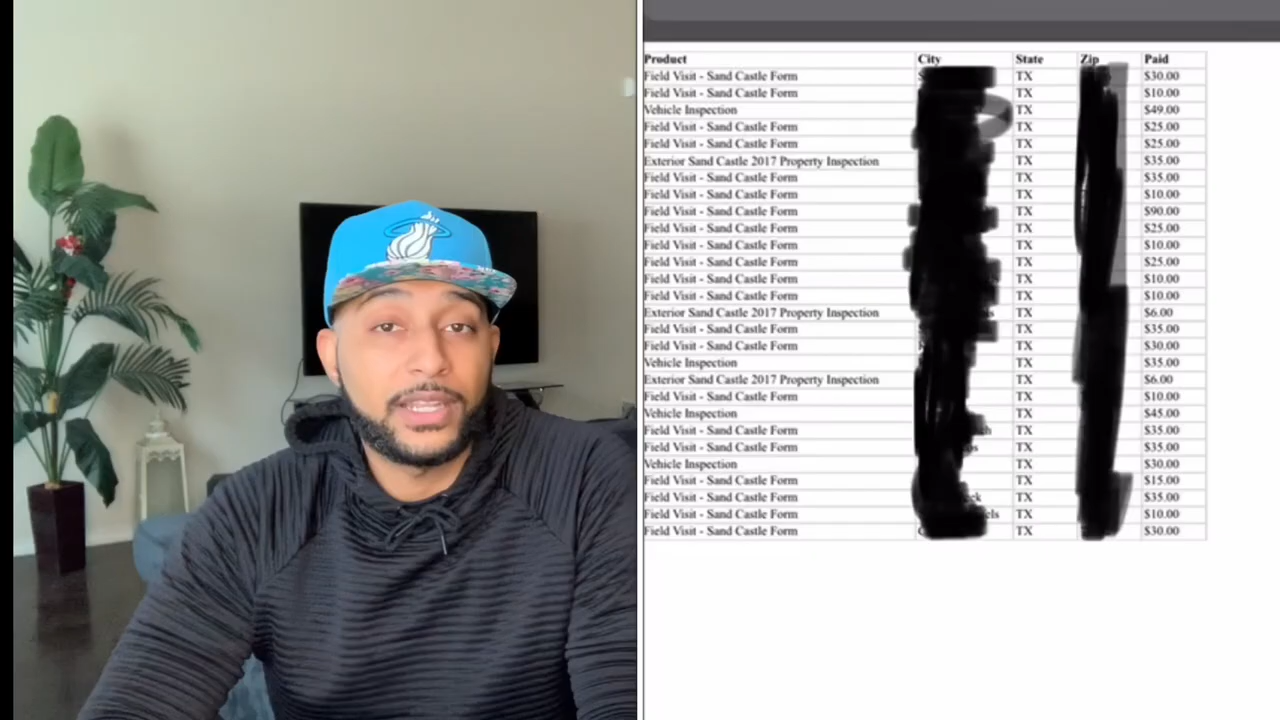 Product City State Zip Paid
Field Visit - Sand Castle Form TX $30.00
Field Visit - Sand Castle Form TX $10.00
Vehicle Inspection TX $49.00
Field Visit - Sand Castle Form TX $25.00
Field Visit - Sand Castle Form TX $25.00
Exterior Sand Castle 2017 Property Inspection TX $35.00
Field Visit - Sand Castle Form TX $35.00
Field Visit - Sand Castle Form TX $10.00
Field Visit - Sand Castle Form TX $90.00
Field Visit - Sand Castle Form TX $25.00
Field Visit - Sand Castle Form TX $10.00
Field Visit - Sand Castle Form TX $25.00
Field Visit - Sand Castle Form TX $10.00
Field Visit - Sand Castle Form TX $10.00
Exterior Sand Castle 2017 Property Inspection TX $6.00
Field Visit - Sand Castle Form TX $35.00
Field Visit - Sand Castle Form TX $30.00
Vehicle Inspection TX $35.00
Exterior Sand Castle 2017 Property Inspection TX $6.00
Field Visit - Sand Castle Form TX $10.00
Vehicle Inspection TX $45.00
Field Visit - Sand Castle Form TX $35.00
Field Visit - Sand Castle Form TX $35.00
Vehicle Inspection TX $30.00
Field Visit - Sand Castle Form TX $15.00
Field Visit - Sand Castle Form TX $35.00
Field Visit - Sand Castle Form TX $10.00
Field Visit - Sand Castle Form TX $30.00